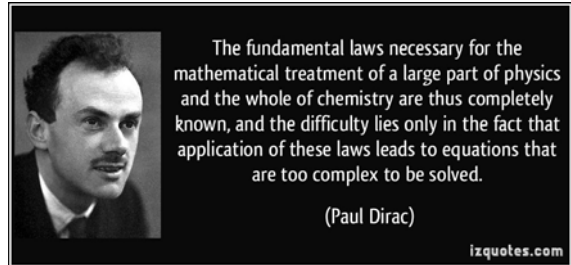 The fundamental laws necessary for the
mathematical treatment of a large part of physics
and the whole of chemistry are thus completely
known, and the difficulty lies only in the fact that
application of these laws leads to equations that
are too complex to be solved.
(Paul Dirac)
izquotes.com